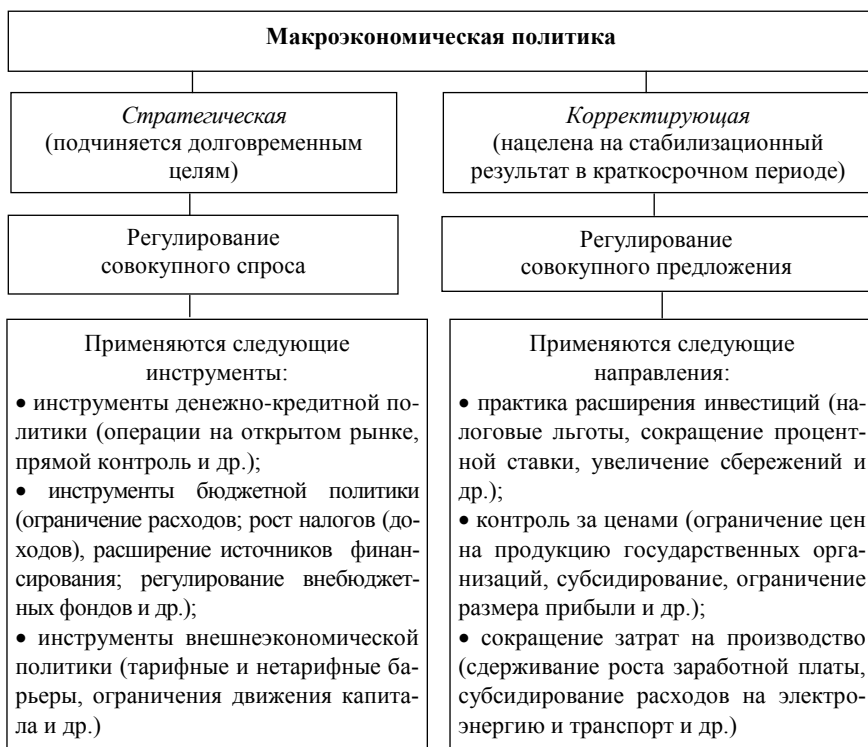 Макроэкономическая политика
Стратегическая
(подчиняется долговременным
целям)
Корректирующая
(нацелена на стабилизационный
результат в краткосрочном периоде)
Регулирование
совокупного спроса
Регулирование
совокупного предложения
Применяются следующие
инструменты:
• инструменты денежно-кредитной по-
литики (операции на открытом рынке,
прямой контроль и др.);
• инструменты бюджетной политики
(ограничение расходов; рост налогов (до-
ходов), расширение источников финан-
сирования; регулирование внебюджет-
ных фондов и др.);
• инструменты внешнеэкономической
политики (тарифные и нетарифные ба-
рьеры, ограничения движения капита-
ла и др.)
Применяются следующие
направления:
• практика расширения инвестиций (на-
логовые льготы, сокращение процент-
ной ставки, увеличение сбережений и
др.);
• контроль за ценами (ограничение цен
на продукцию государственных орга-
низаций, субсидирование, ограничение
размера прибыли и др.);
• сокращение затрат на производство
(сдерживание роста заработной платы,
субсидирование расходов на электро-
энергию и транспорт и др.)